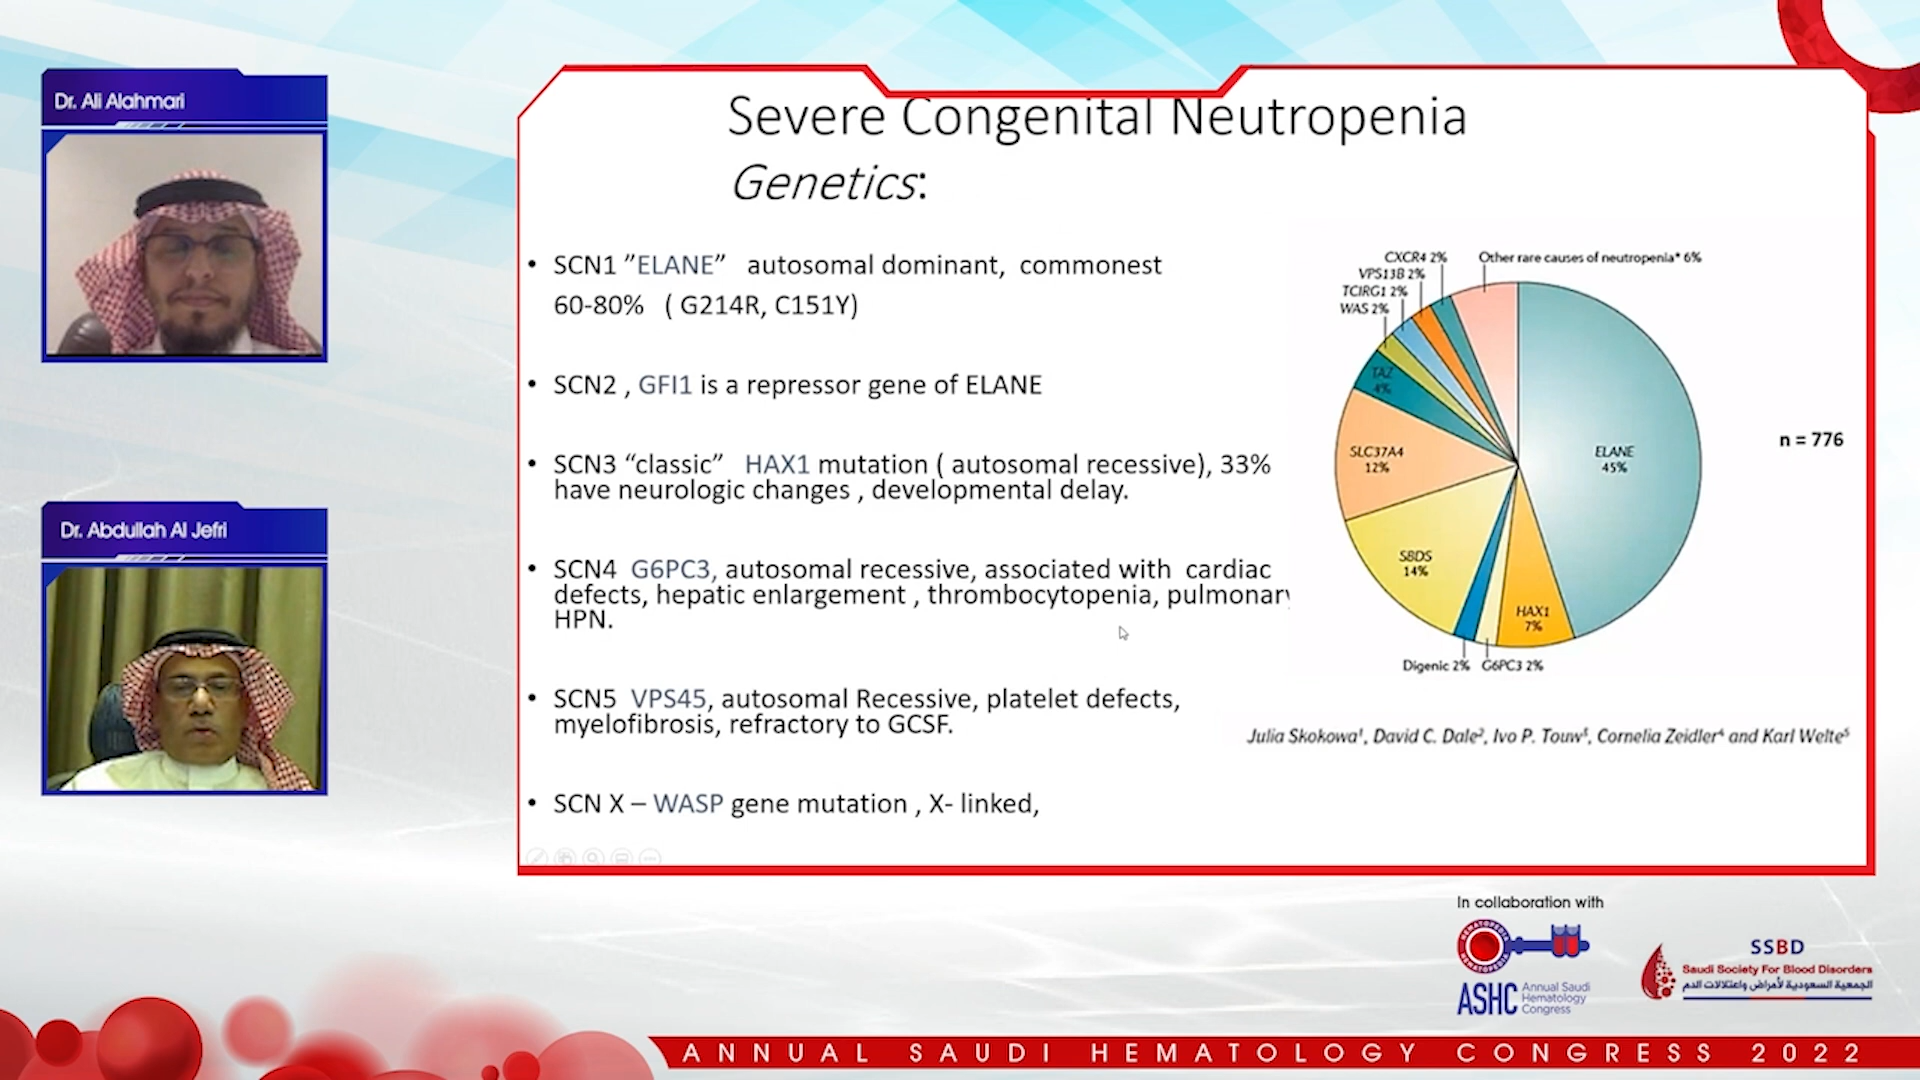 Dr. Ali Alahmari
Dr. Abdullah Al Jefri
Severe Congenital Neutropenia
Genetics:
• SCN1 ”ELANE” autosomal dominant, commonest
60-80% ( G214R, C151Y)
• SCN2 , GFI1 is a repressor gene of ELANE
• SCN3 “classic” HAX1 mutation ( autosomal recessive), 33%
have neurologic changes , developmental delay.
• SCN4 G6PC3, autosomal recessive, associated with cardiac
defects, hepatic enlargement , thrombocytopenia, pulmonary
HPN.
• SCN5 VPS45, autosomal Recessive, platelet defects,
myelofibrosis, refractory to GCSF.
• SCN X – WASP gene mutation , X- linked,
CXCR4 2%
Other rare causes of neutropenia* 6%
VPS13B 2%
TCIRG1 2%
WAS 2%
TAZ
4%
SLC37A4
12%
ELANE
45%
n = 776
SBDS
14%
HAX1
7%
Digenic 2%
G6PC3 2%
Julia Skokowa¹, David C. Dale², Ivo P. Touw³, Cornelia Zeidler⁴ and Karl Welte⁵
In collaboration with
HEMATOPEDIA
HEMATOPEDIA
ASHC
Annual Saudi
Hematology
Congress
SSBD
Saudi Society For Blood Disorders
الجمعية السعودية لأمراض واعتلالات الدم
ANNUAL SAUDI HEMATOLOGY CONGRESS 2022